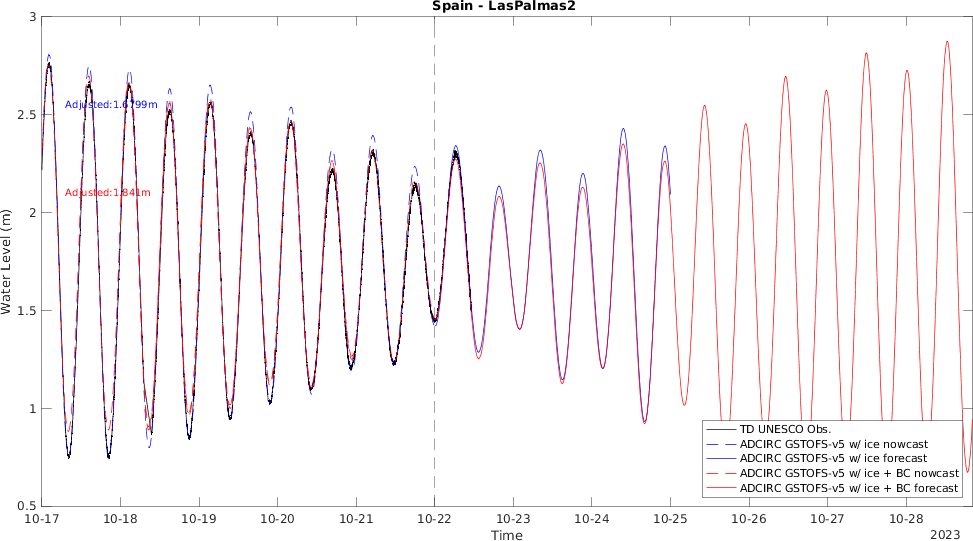 Spain - LasPalmas2
3
2.5
2
1.5
1
0.5
Water Level (m)
Adjusted:1.6799m
Adjusted:1.841m
TD UNESCO Obs.
ADCIRC GSTOFS-v5 w/ ice nowcast
ADCIRC GSTOFS-v5 w/ ice forecast
ADCIRC GSTOFS-v5 w/ ice + BC nowcast
ADCIRC GSTOFS-v5 w/ ice + BC forecast
10-17 10-18 10-19 10-20 10-21 10-22 10-23 10-24 10-25 10-26 10-27 10-28
Time
2023